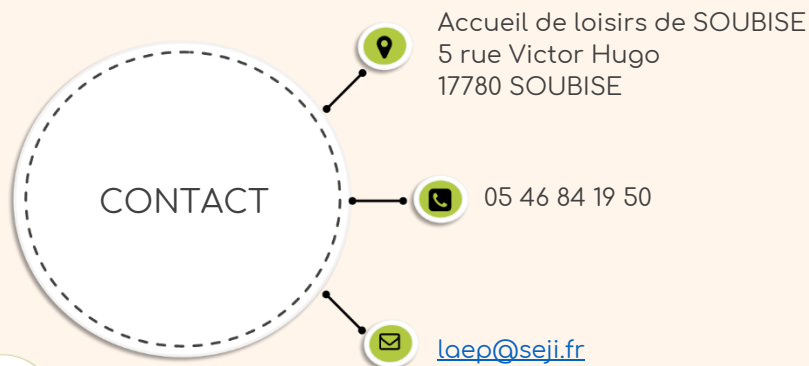 Accueil de loisirs de SOUBISE
5 rue Victor Hugo
17780 SOUBISE
CONTACT
05 46 84 19 50
laep@seji.fr